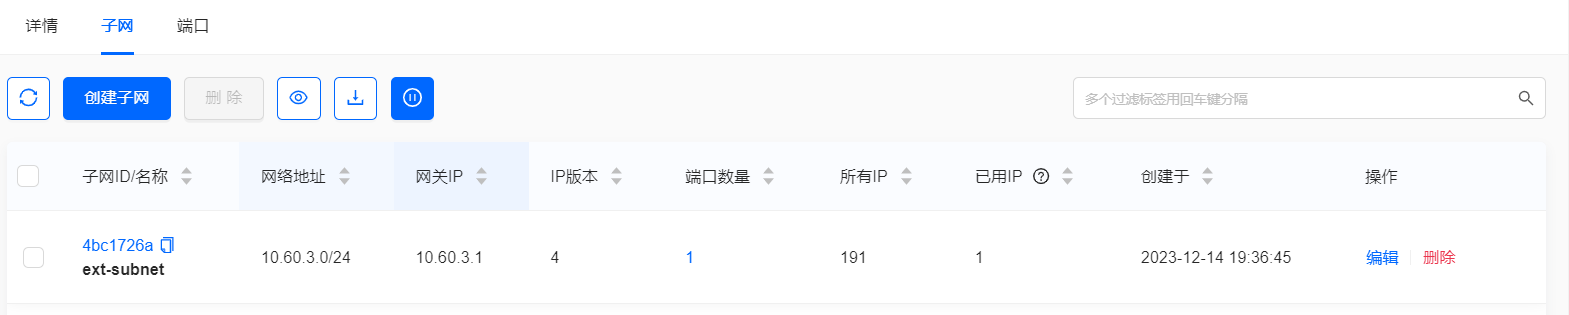 详情 子网 端口
创建子网 删 除 多个过滤标签用回车键分隔
子网ID/名称 网络地址 网关IP IP版本 端口数量 所有IP 已用IP 创建于 操作
4bc1726a 10.60.3.0/24 10.60.3.1 4 1 191 1 2023-12-14 19:36:45 编辑 删除
ext-subnet